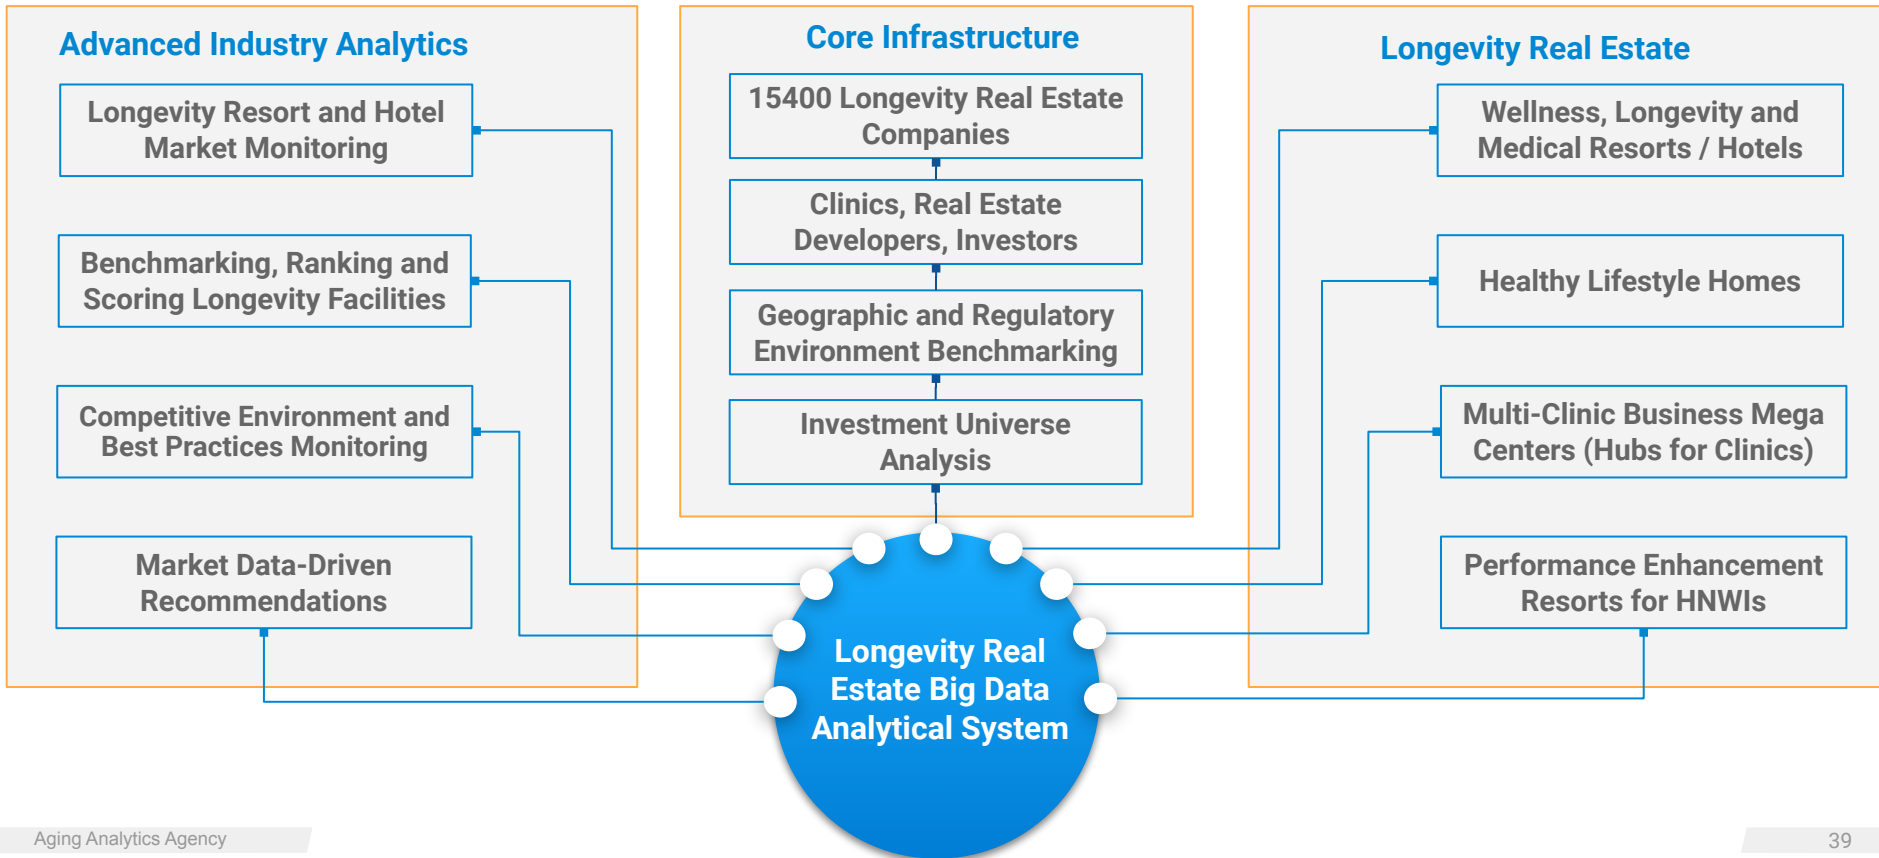 Advanced Industry Analytics
Longevity Resort and Hotel
Market Monitoring
Benchmarking, Ranking and
Scoring Longevity Facilities
Competitive Environment and
Best Practices Monitoring
Market Data-Driven
Recommendations
Core Infrastructure
15400 Longevity Real Estate
Companies
Clinics, Real Estate
Developers, Investors
Geographic and Regulatory
Environment Benchmarking
Investment Universe
Analysis
Longevity Real Estate
Wellness, Longevity and
Medical Resorts / Hotels
Healthy Lifestyle Homes
Multi-Clinic Business Mega
Centers (Hubs for Clinics)
Performance Enhancement
Resorts for HNWIs
Longevity Real
Estate Big Data
Analytical System
Aging Analytics Agency
39